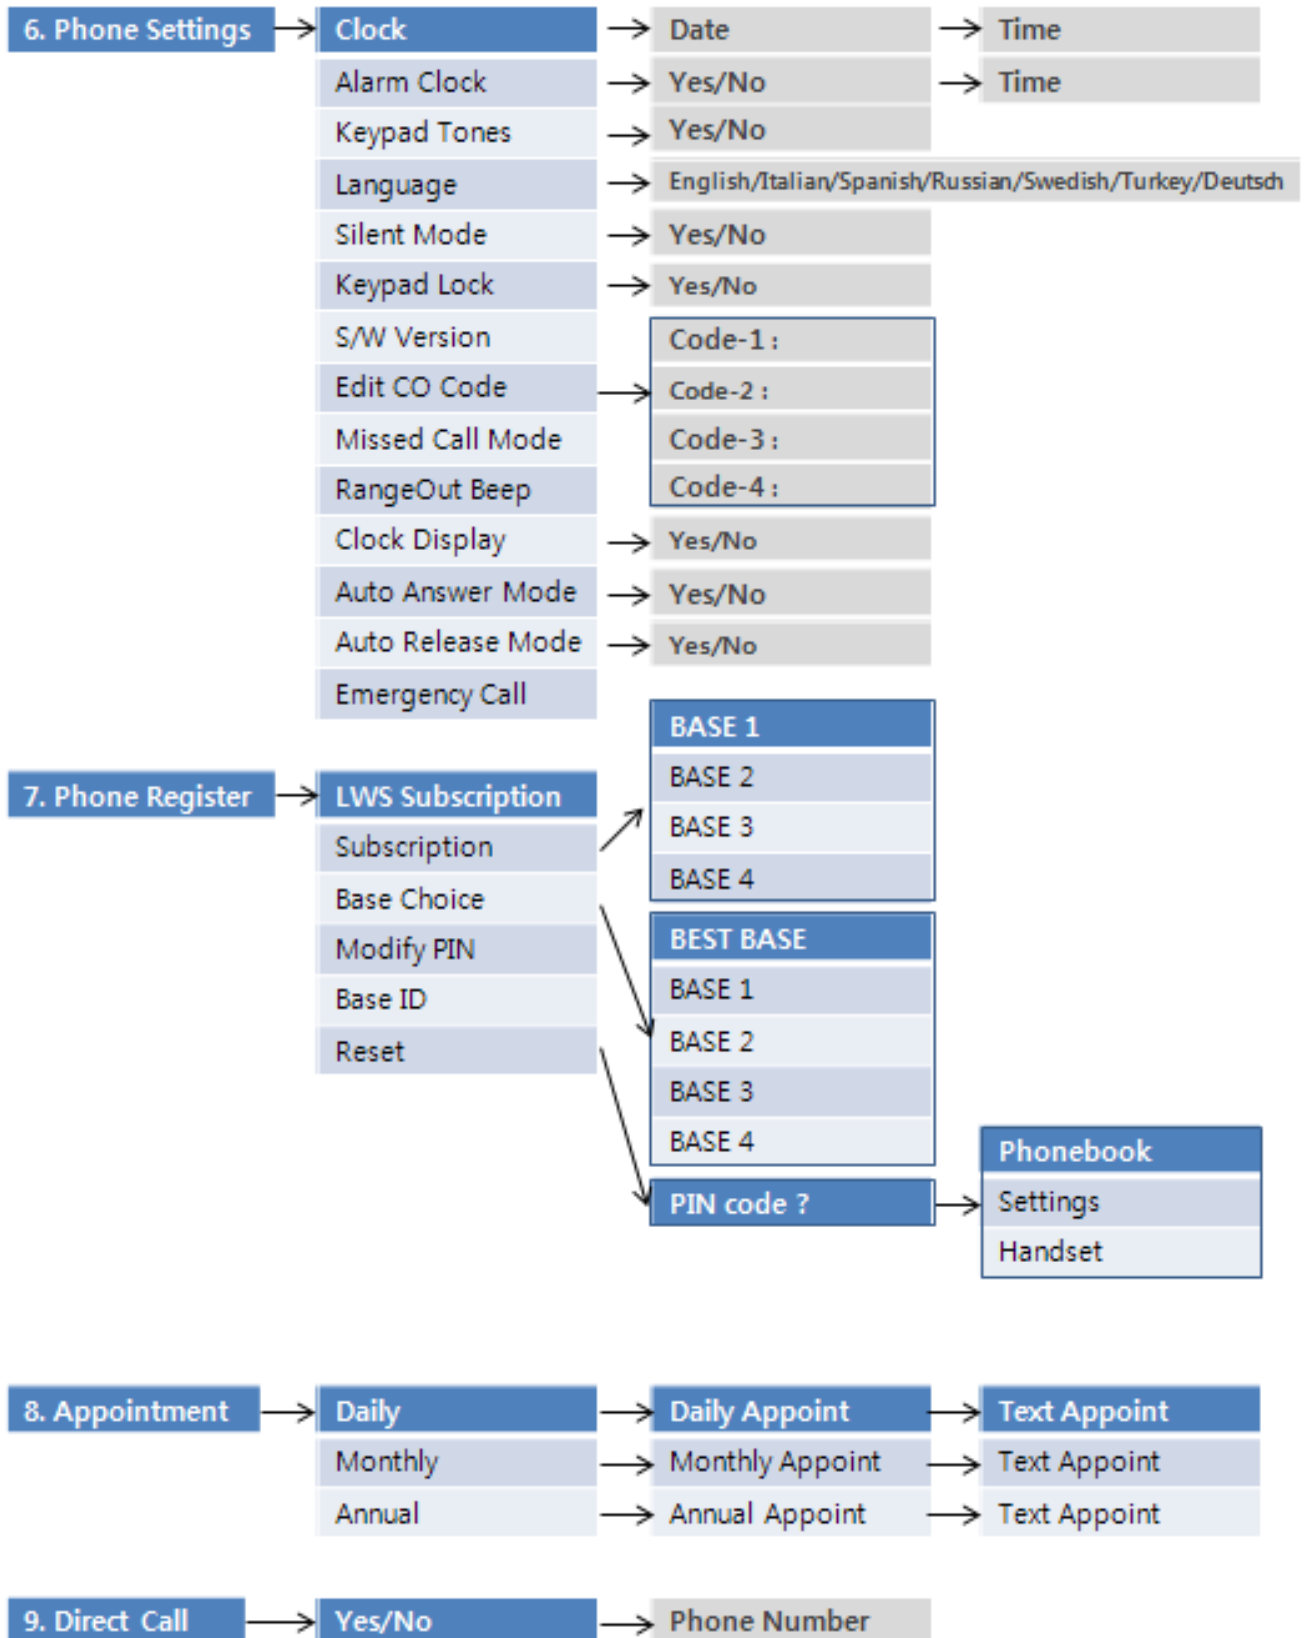 6. Phone Settings Clock Date Time
Alarm Clock Yes/No Time
Keypad Tones Yes/No
Language English/Italian/Spanish/Russian/Swedish/Turkey/Deutsch
Silent Mode Yes/No
Keypad Lock Yes/No
S/W Version Code-1 :
Edit CO Code Code-2 :
Missed Call Mode Code-3 :
RangeOut Beep Code-4 :
Clock Display Yes/No
Auto Answer Mode Yes/No
Auto Release Mode Yes/No
Emergency Call
BASE 1
BASE 2
7. Phone Register LWS Subscription
BASE 3
Subscription
BASE 4
Base Choice
BEST BASE
Modify PIN
BASE 1
Base ID
BASE 2
Reset
BASE 3
BASE 4
Phonebook
PIN code ? Settings
Handset
8. Appointment Daily Daily Appoint Text Appoint
Monthly Monthly Appoint Text Appoint
Annual Annual Appoint Text Appoint
9. Direct Call Yes/No Phone Number